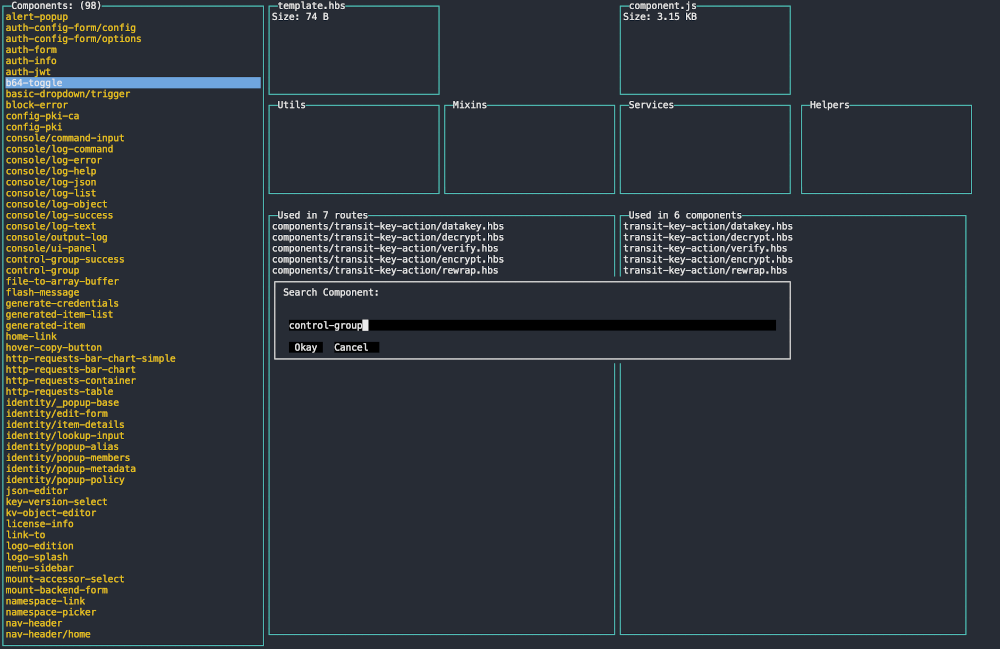 Components: (98)
alert-popup
auth-config-form/config
auth-config-form/options
auth-form
auth-info
auth-jwt
b64-toggle
basic-dropdown/trigger
block-error
config-pki-ca
config-pki
console/command-input
console/log-command
console/log-error
console/log-help
console/log-json
console/log-list
console/log-object
console/log-success
console/log-text
console/output-log
console/ui-panel
control-group-success
control-group
file-to-array-buffer
flash-message
generate-credentials
generated-item-list
generated-item
home-link
hover-copy-button
http-requests-bar-chart-simple
http-requests-bar-chart
http-requests-container
http-requests-table
identity/_popup-base
identity/edit-form
identity/item-details
identity/lookup-input
identity/popup-alias
identity/popup-members
identity/popup-metadata
identity/popup-policy
json-editor
key-version-select
kv-object-editor
license-info
link-to
logo-edition
logo-splash
menu-sidebar
mount-accessor-select
mount-backend-form
namespace-link
namespace-picker
nav-header
nav-header/home
template.hbs
Size: 74 B
component.js
Size: 3.15 KB
Utils
Mixins
Services
Helpers
Used in 7 routes
components/transit-key-action/datakey.hbs
components/transit-key-action/decrypt.hbs
components/transit-key-action/verify.hbs
components/transit-key-action/encrypt.hbs
components/transit-key-action/rewrap.hbs
Used in 6 components
transit-key-action/datakey.hbs
transit-key-action/decrypt.hbs
transit-key-action/verify.hbs
transit-key-action/encrypt.hbs
transit-key-action/rewrap.hbs
Search Component:
control-group
Okay Cancel